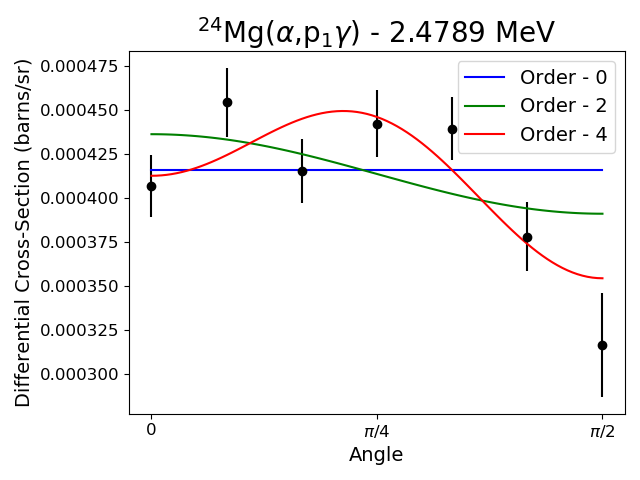 ²⁴Mg(α,p₁γ) - 2.4789 MeV
Order - 0
Order - 2
Order - 4
Differential Cross-Section (barns/sr)
0.000475
0.000450
0.000425
0.000400
0.000375
0.000350
0.000325
0.000300
0
π/4
π/2
Angle